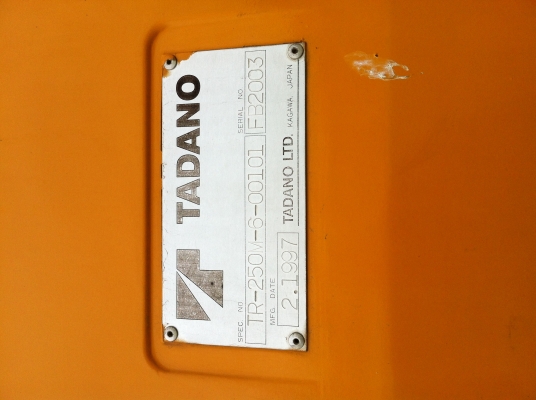 TADANO
SPEC. NO. SERIAL NO.
TR-250M-6-00101 FB2003
MFG. DATE
2.1997 TADANO LTD. KAGAWA, JAPAN